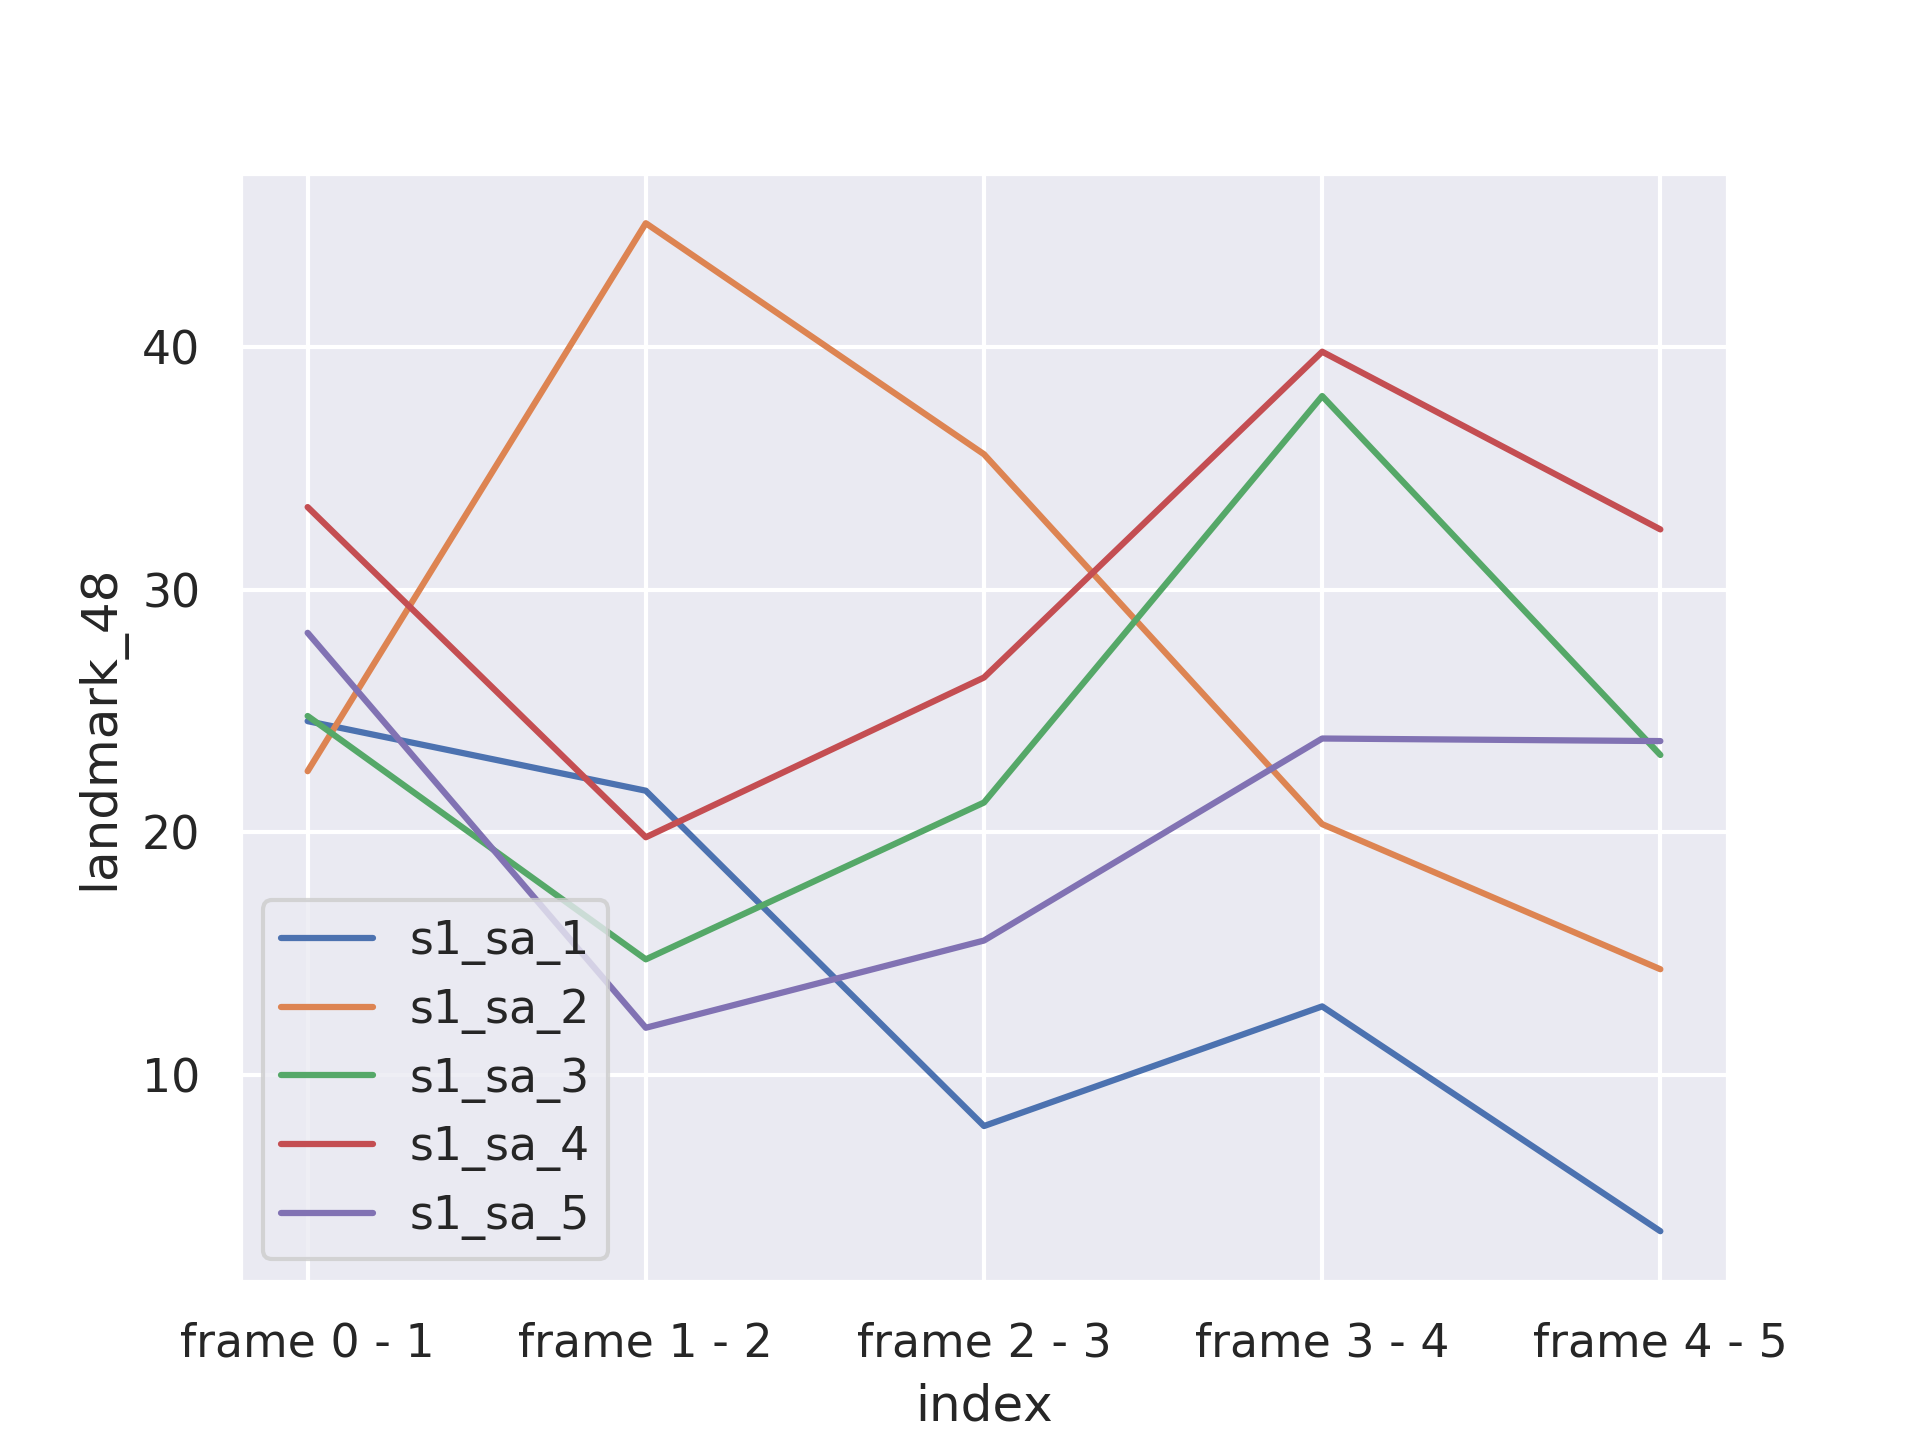 landmark_48
40
30
20
10
s1_sa_1
s1_sa_2
s1_sa_3
s1_sa_4
s1_sa_5
frame 0 - 1 frame 1 - 2 frame 2 - 3 frame 3 - 4 frame 4 - 5
index